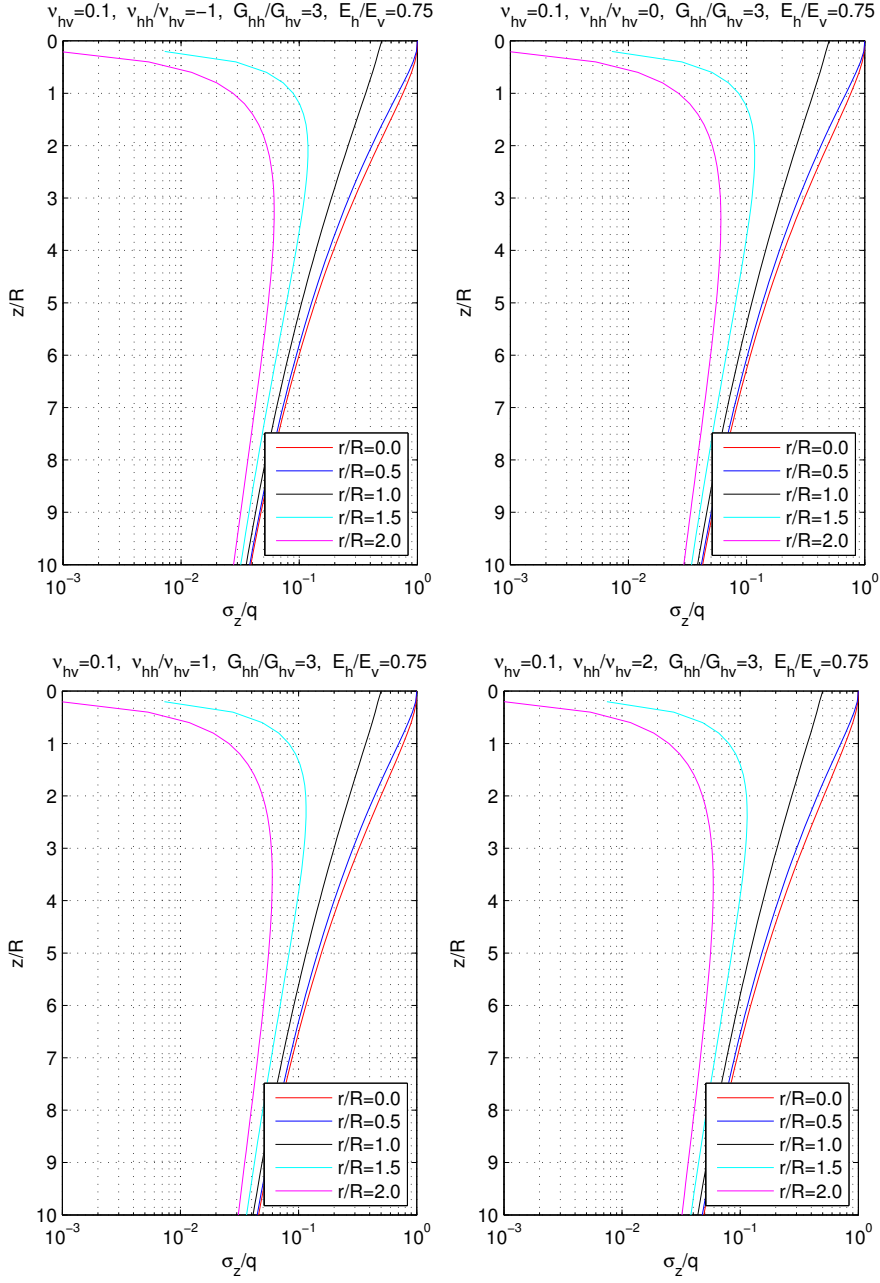 ν_hv=0.1, ν_hh/ν_hv=−1, G_hh/G_hv=3, E_h/E_v=0.75
0
1
2
3
4
5
6
7
8
9
10
z/R
r/R=0.0
r/R=0.5
r/R=1.0
r/R=1.5
r/R=2.0
10^−3 10^−2 10^−1 10^0
σ_z/q
ν_hv=0.1, ν_hh/ν_hv=0, G_hh/G_hv=3, E_h/E_v=0.75
0
1
2
3
4
5
6
7
8
9
10
z/R
r/R=0.0
r/R=0.5
r/R=1.0
r/R=1.5
r/R=2.0
10^−3 10^−2 10^−1 10^0
σ_z/q
ν_hv=0.1, ν_hh/ν_hv=1, G_hh/G_hv=3, E_h/E_v=0.75
0
1
2
3
4
5
6
7
8
9
10
z/R
r/R=0.0
r/R=0.5
r/R=1.0
r/R=1.5
r/R=2.0
10^−3 10^−2 10^−1 10^0
σ_z/q
ν_hv=0.1, ν_hh/ν_hv=2, G_hh/G_hv=3, E_h/E_v=0.75
0
1
2
3
4
5
6
7
8
9
10
z/R
r/R=0.0
r/R=0.5
r/R=1.0
r/R=1.5
r/R=2.0
10^−3 10^−2 10^−1 10^0
σ_z/q